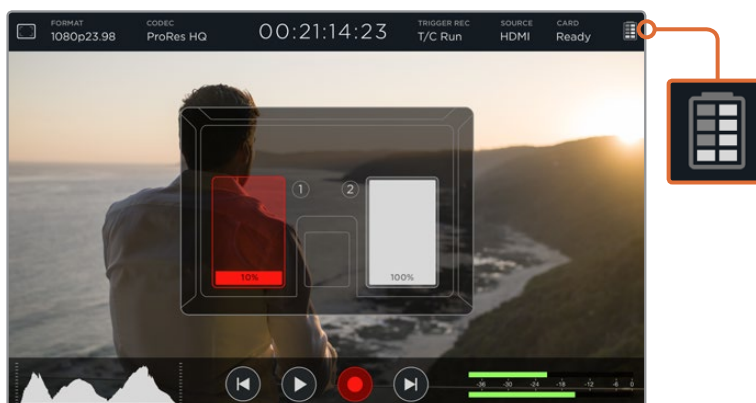 FORMAT
1080p23.98
CODEC
ProRes HQ
00:21:14:23
TRIGGER REC
T/C Run
SOURCE
HDMI
CARD
Ready
1
2
10%
100%
-36 -30 -24 -18 -12 -6 0